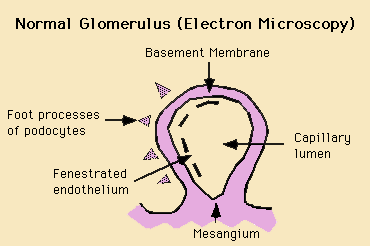 Normal Glomerulus (Electron Microscopy)
Basement Membrane
Foot processes
of podocytes
Capillary
lumen
Fenestrated
endothelium
Mesangium